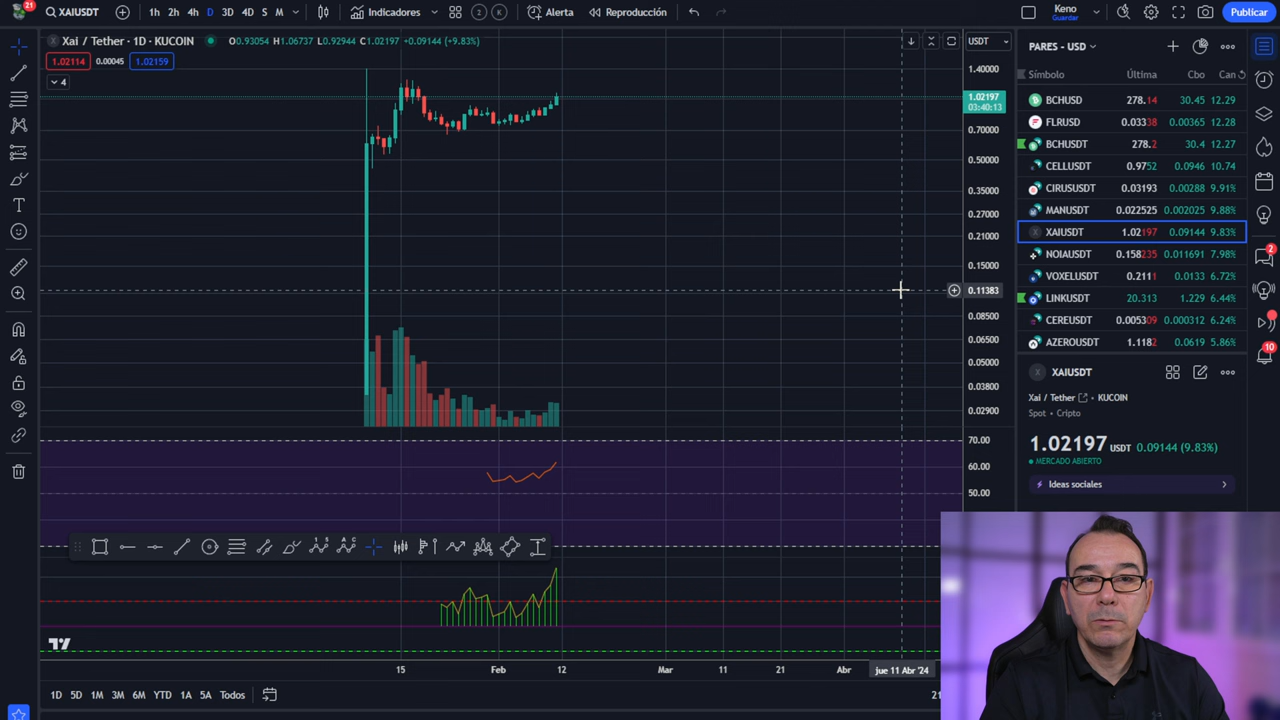 21
XAIUSDT
1h 2h 4h D 3D 4D S M
Indicadores
2 K
Alerta
Reproducción
Keno
Guardar
Publicar
Xai / Tether · 1D · KUCOIN
O0.93054 H1.06737 L0.92944 C1.02197 +0.09144 (+9.83%)
1.02114 0.00045 1.02159
4
USDT
1.40000
1.02197
03:40:13
0.70000
0.50000
0.35000
0.27000
0.21000
0.15000
0.11383
0.08500
0.06500
0.05000
0.03800
0.02900
70.00
60.00
50.00
15 Feb 12 Mar 11 21 Abr jue 11 Abr '24 21
1D 5D 1M 3M 6M YTD 1A 5A Todos
PARES - USD
Símbolo Última Cbo Can
BCHUSD 278.14 30.45 12.29
FLRUSD 0.03338 0.00365 12.28
BCHUSDT 278.2 30.4 12.27
CELLUSDT 0.9752 0.0946 10.74
CIRUSUSDT 0.03193 0.00288 9.91%
MANUSDT 0.022525 0.002025 9.88%
XAIUSDT 1.02197 0.09144 9.83%
NOIAUSDT 0.158235 0.011691 7.98%
VOXELUSDT 0.2111 0.0133 6.72%
LINKUSDT 20.313 1.229 6.44%
CEREUSDT 0.005309 0.000312 6.24%
AZEROUSDT 1.1182 0.0619 5.86%
XAIUSDT
Xai / Tether · KUCOIN
Spot · Cripto
1.02197 USDT 0.09144 (9.83%)
MERCADO ABIERTO
Ideas sociales
2
10